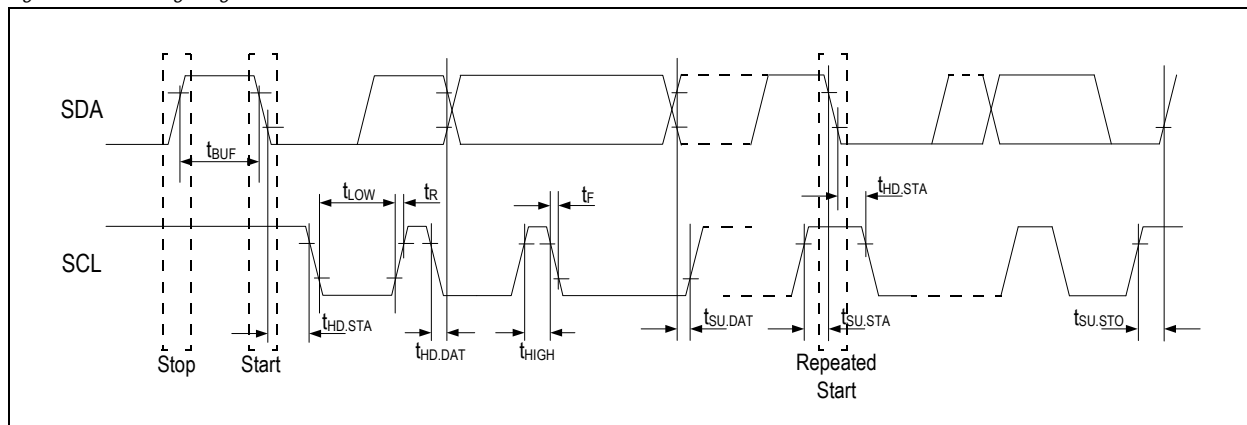 SDA
tBUF
tLOW
tR
tF
tHD.STA
SCL
tHD.STA
tHD.DAT
tHIGH
tSU.DAT
tSU.STA
tSU.STO
Stop
Start
Repeated
Start